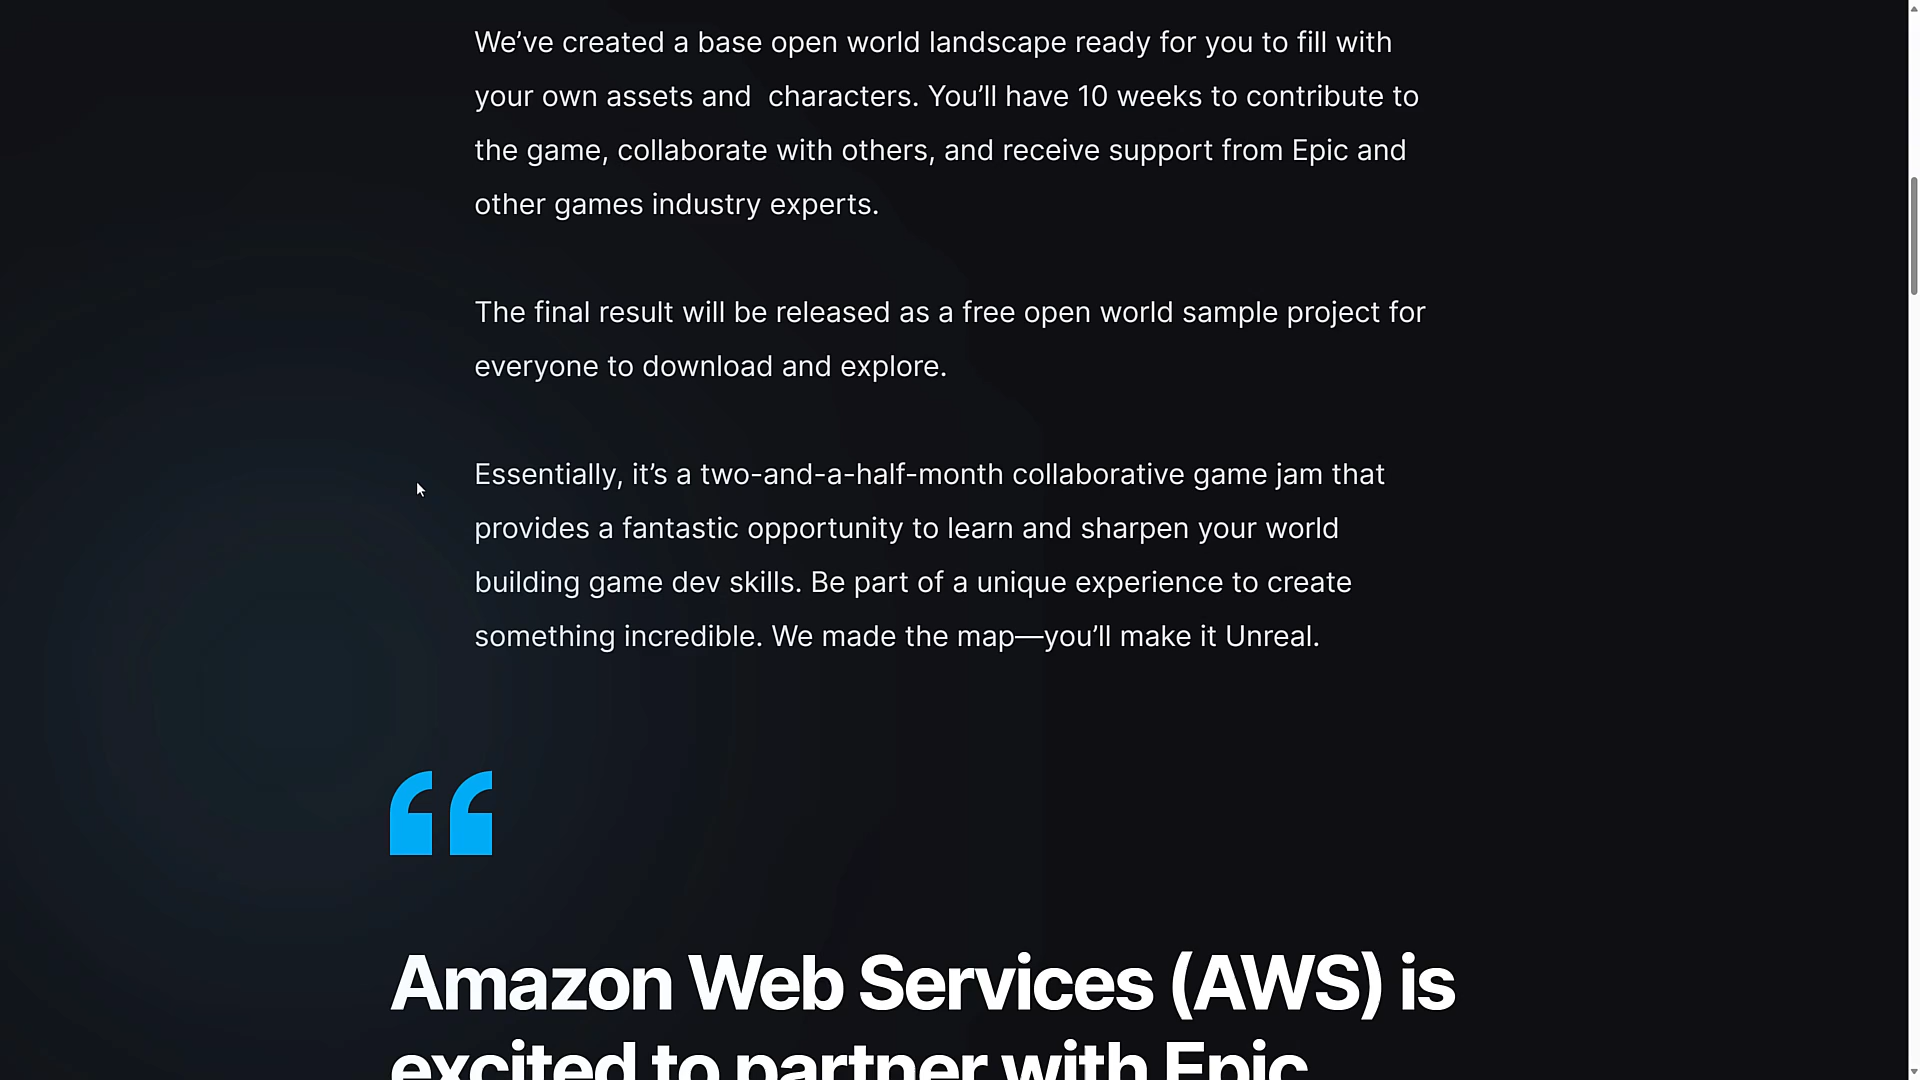 We’ve created a base open world landscape ready for you to fill with
your own assets and  characters. You’ll have 10 weeks to contribute to
the game, collaborate with others, and receive support from Epic and
other games industry experts.
The final result will be released as a free open world sample project for
everyone to download and explore.
Essentially, it’s a two-and-a-half-month collaborative game jam that
provides a fantastic opportunity to learn and sharpen your world
building game dev skills. Be part of a unique experience to create
something incredible. We made the map—you’ll make it Unreal.
“
Amazon Web Services (AWS) is
excited to partner with Epic